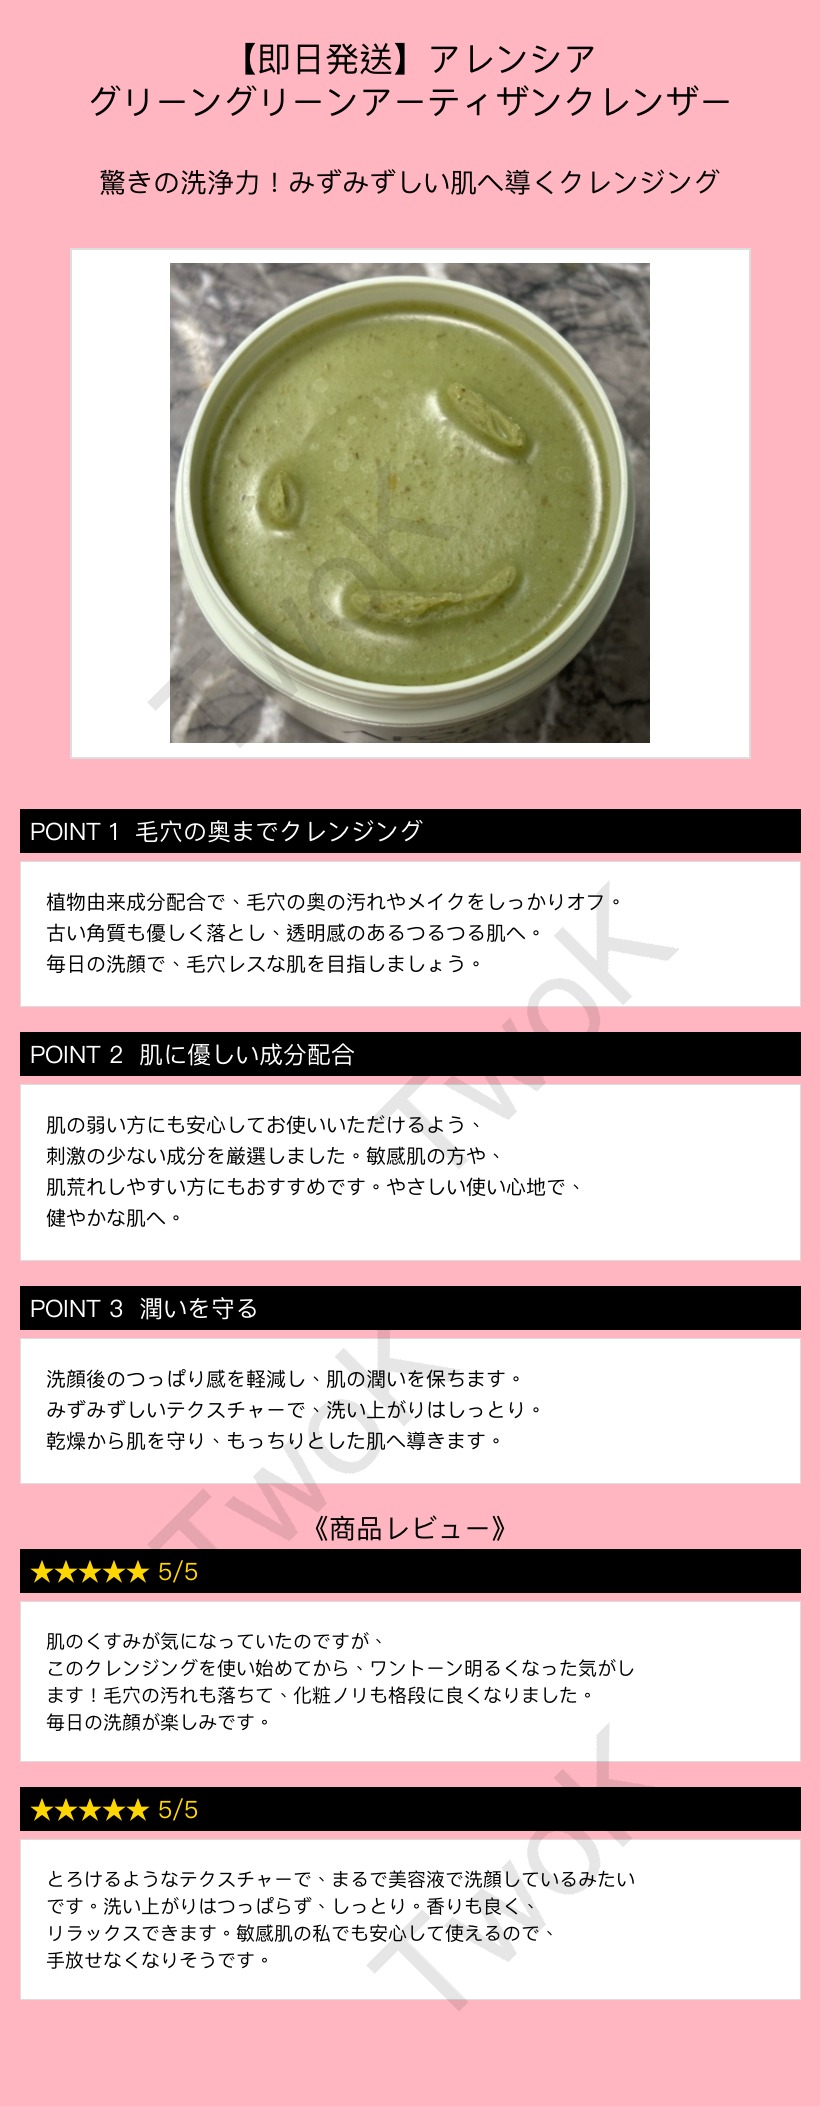 【即日発送】アレンシア
グリーングリーンアーティザンクレンザー
驚きの洗浄力！みずみずしい肌へ導くクレンジング
TwoK
POINT 1 毛穴の奥までクレンジング
植物由来成分配合で、毛穴の奥の汚れやメイクをしっかりオフ。
古い角質も優しく落とし、透明感のあるつるつる肌へ。
毎日の洗顔で、毛穴レスな肌を目指しましょう。
TwoK
POINT 2 肌に優しい成分配合
肌の弱い方にも安心してお使いいただけるよう、
刺激の少ない成分を厳選しました。敏感肌の方や、
肌荒れしやすい方にもおすすめです。やさしい使い心地で、
健やかな肌へ。
POINT 3 潤いを守る
洗顔後のつっぱり感を軽減し、肌の潤いを保ちます。
みずみずしいテクスチャーで、洗い上がりはしっとり。
乾燥から肌を守り、もっちりとした肌へ導きます。
TwoK
《商品レビュー》
★★★★★ 5/5
肌のくすみが気になっていたのですが、
このクレンジングを使い始めてから、ワントーン明るくなった気がし
ます！毛穴の汚れも落ちて、化粧ノリも格段に良くなりました。
毎日の洗顔が楽しみです。
★★★★★ 5/5
とろけるようなテクスチャーで、まるで美容液で洗顔しているみたい
です。洗い上がりはつっぱらず、しっとり。香りも良く、
リラックスできます。敏感肌の私でも安心して使えるので、
手放せなくなりそうです。
TwoK